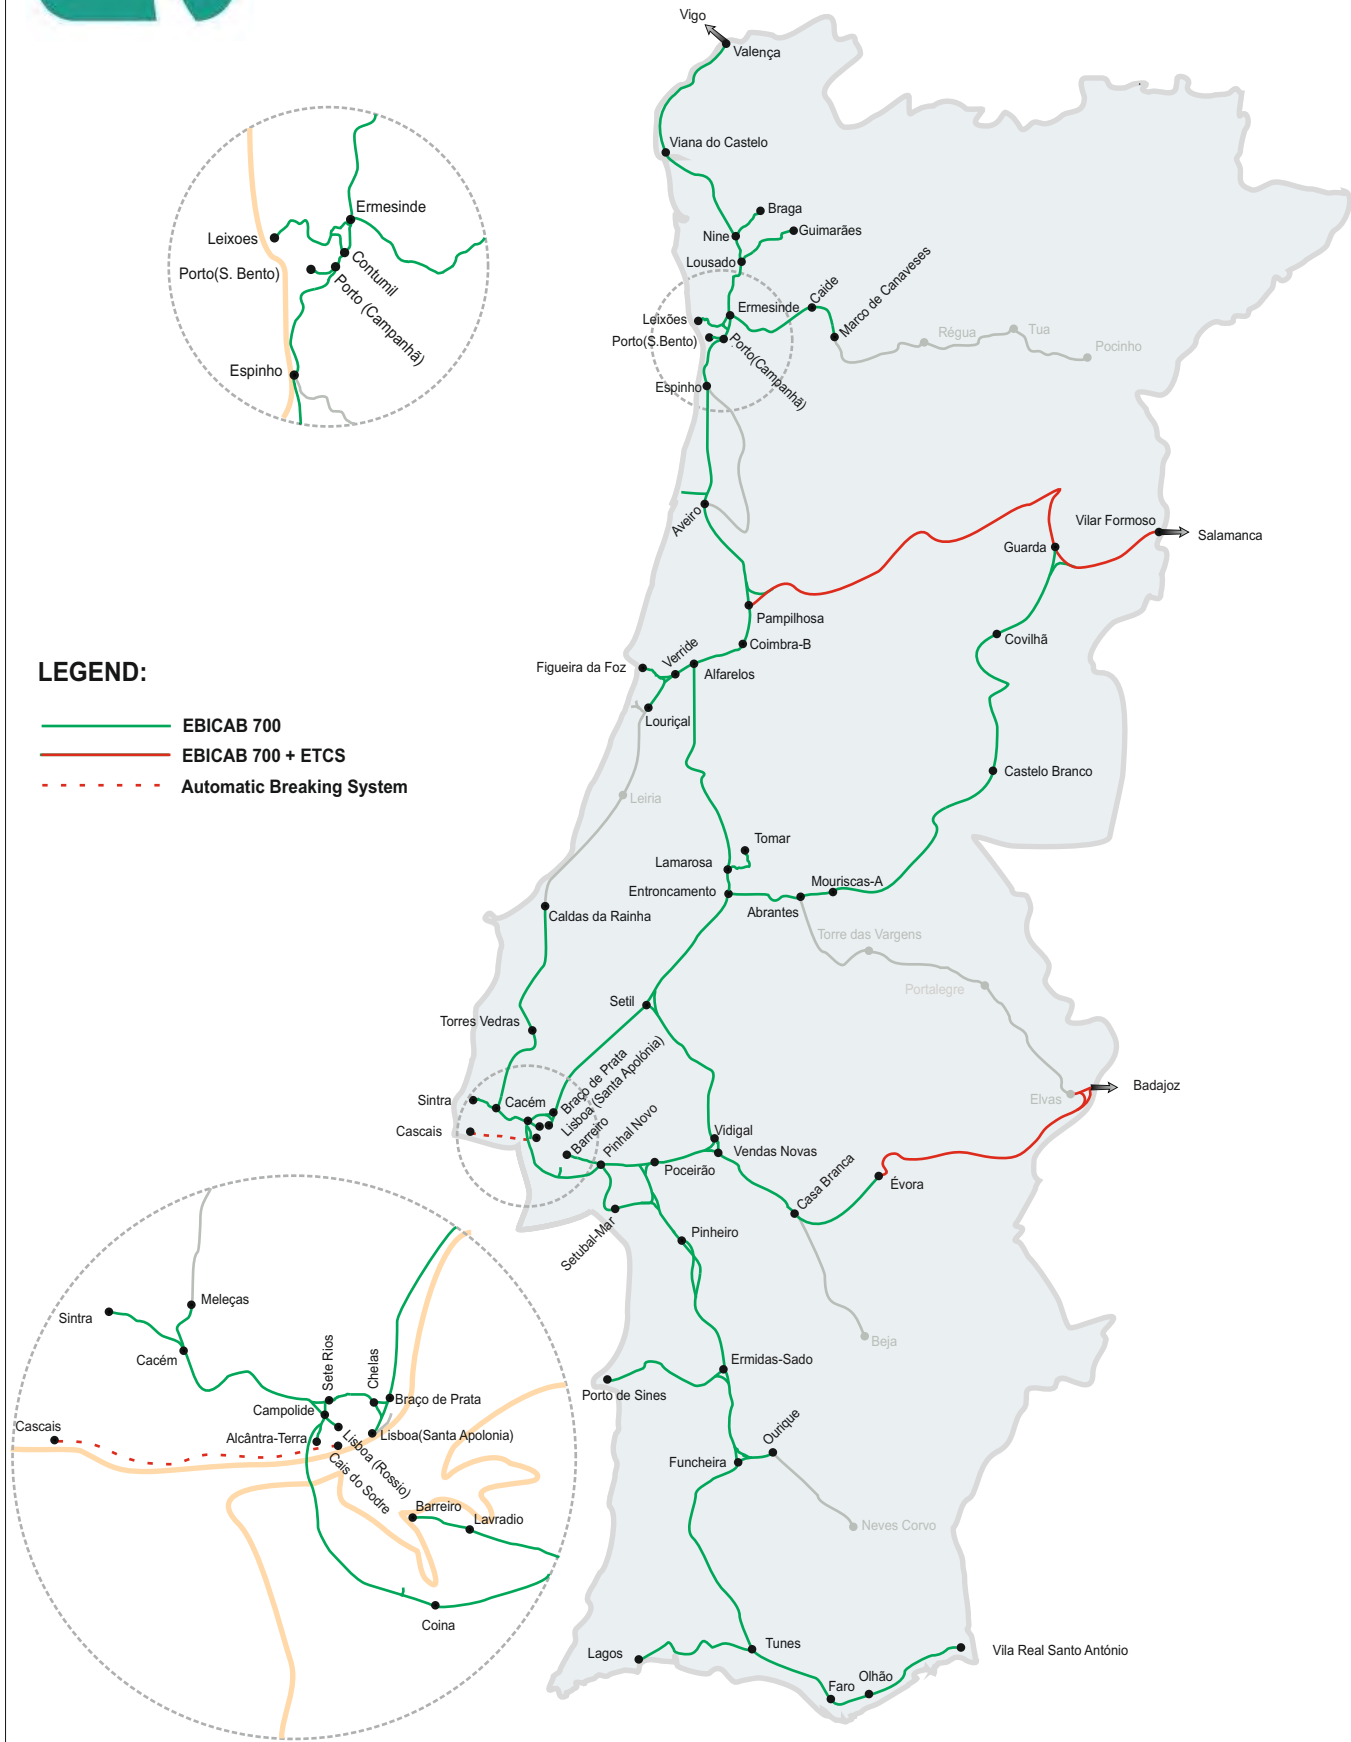 Vigo
Valença
Viana do Castelo
Braga
Guimarães
Nine
Lousado
Ermesinde
Caide
Marco de Canaveses
Leixões
Porto(S.Bento)
Porto(Campanhã)
Régua
Tua
Pocinho
Espinho
Ermesinde
Leixoes
Contumil
Porto(S. Bento)
Porto (Campanhã)
Espinho
Aveiro
Vilar Formoso
Salamanca
Guarda
Pampilhosa
Covilhã
Coimbra-B
Verride
Figueira da Foz
Alfarelos
Louriçal
LEGEND:
EBICAB 700
EBICAB 700 + ETCS
Automatic Breaking System
Castelo Branco
Leiria
Tomar
Lamarosa
Entroncamento
Mouriscas-A
Abrantes
Caldas da Rainha
Torre das Vargens
Portalegre
Setil
Torres Vedras
Braço de Prata
Lisboa (Santa Apolónia)
Badajoz
Elvas
Sintra
Cacém
Cascais
Barreiro
Pinhal Novo
Vidigal
Vendas Novas
Poceirão
Casa Branca
Évora
Setubal-Mar
Pinheiro
Beja
Ermidas-Sado
Porto de Sines
Ourique
Funcheira
Neves Corvo
Meleças
Sintra
Cacém
Sete Rios
Chelas
Braço de Prata
Campolide
Cascais
Alcântra-Terra
Lisboa(Santa Apolonia)
Lisboa (Rossio)
Cais do Sodre
Barreiro
Lavradio
Coina
Lagos
Tunes
Faro
Olhão
Vila Real Santo António